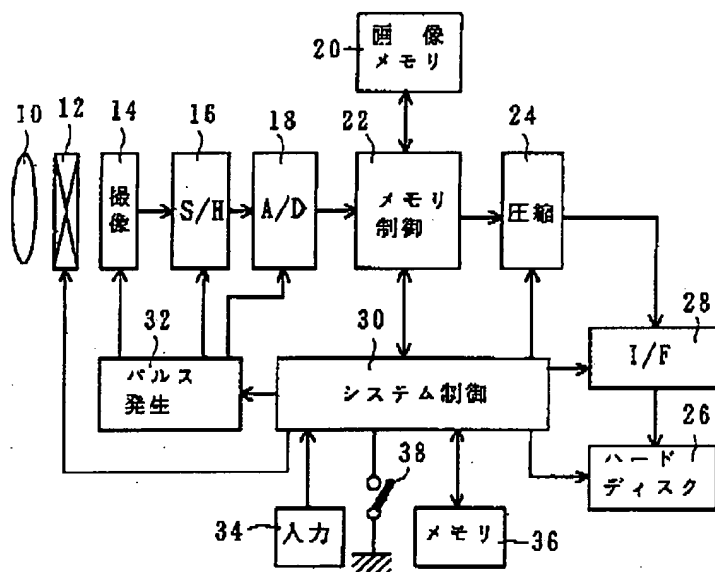 20
画像
メモリ
10
12
14
16
18
22
24
撮像
S/H
A/D
メモリ
制御
圧縮
32
30
28
パルス
発生
システム制御
I/F
38
26
ハード
ディスク
34
入力
メモリ
36